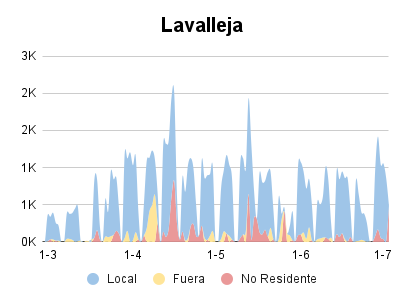 Lavalleja
3K
2K
2K
1K
1K
0K
1-3
1-4
1-5
1-6
1-7
Local
Fuera
No Residente